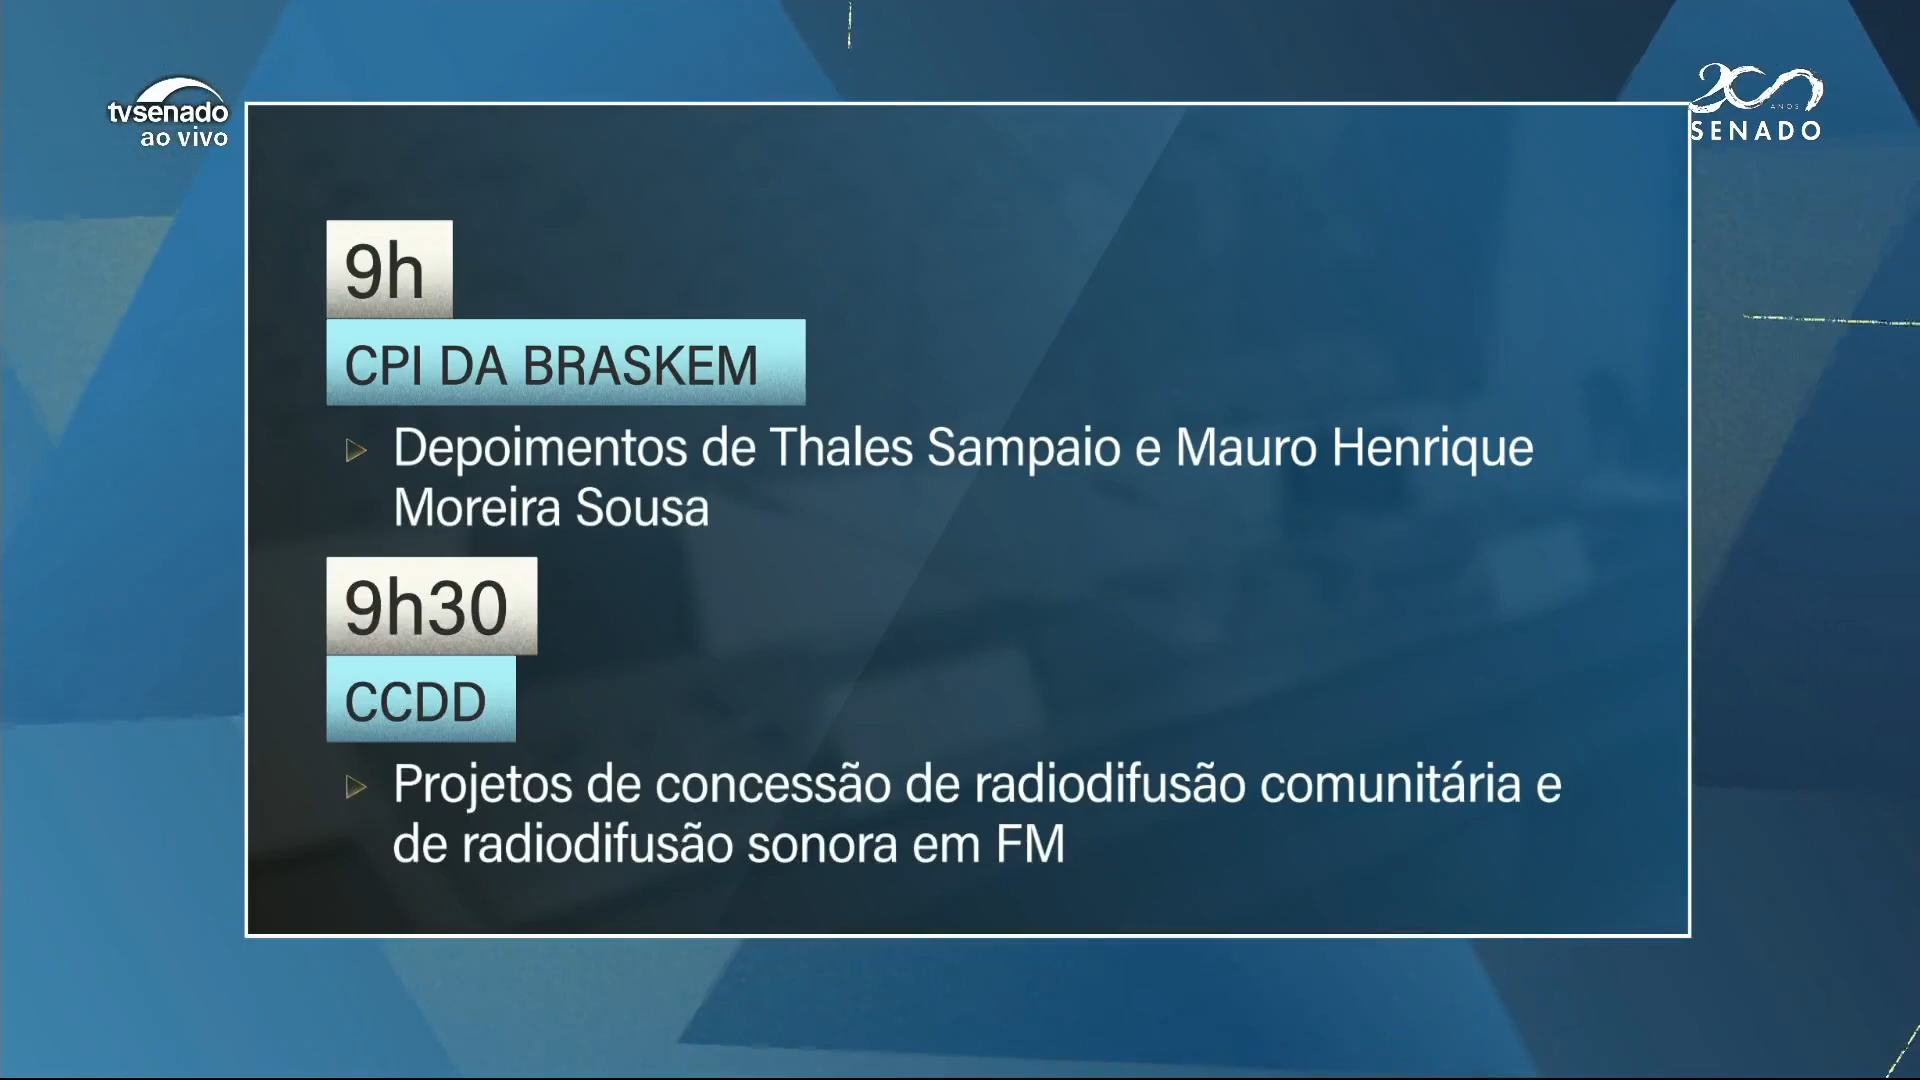 tvsenado
ao vivo
200
ANOS
SENADO
9h
CPI DA BRASKEM
Depoimentos de Thales Sampaio e Mauro Henrique
Moreira Sousa
9h30
CCDD
Projetos de concessão de radiodifusão comunitária e
de radiodifusão sonora em FM